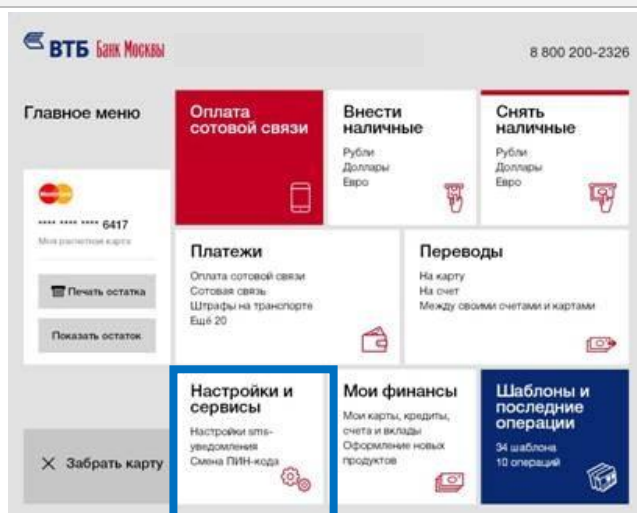 ВТБ Банк Москвы
8 800 200-2326
Главное меню
**** **** **** 6417
Моя расчетная карта
Печать остатка
Показать остаток
Забрать карту
Оплата
сотовой связи
Внести
наличные
Рубли
Доллары
Евро
Снять
наличные
Рубли
Доллары
Евро
Платежи
Оплата сотовой связи
Сотовая связь
Штрафы на транспорте
Ещё 20
Переводы
На карту
На счет
Между своими счетами и картами
Настройки и
сервисы
Настройки sms-
уведомления
Смена ПИН-кода
Мои финансы
Мои карты, кредиты,
счета и вклады
Оформление новых
продуктов
Шаблоны и
последние
операции
34 шаблона
10 операций